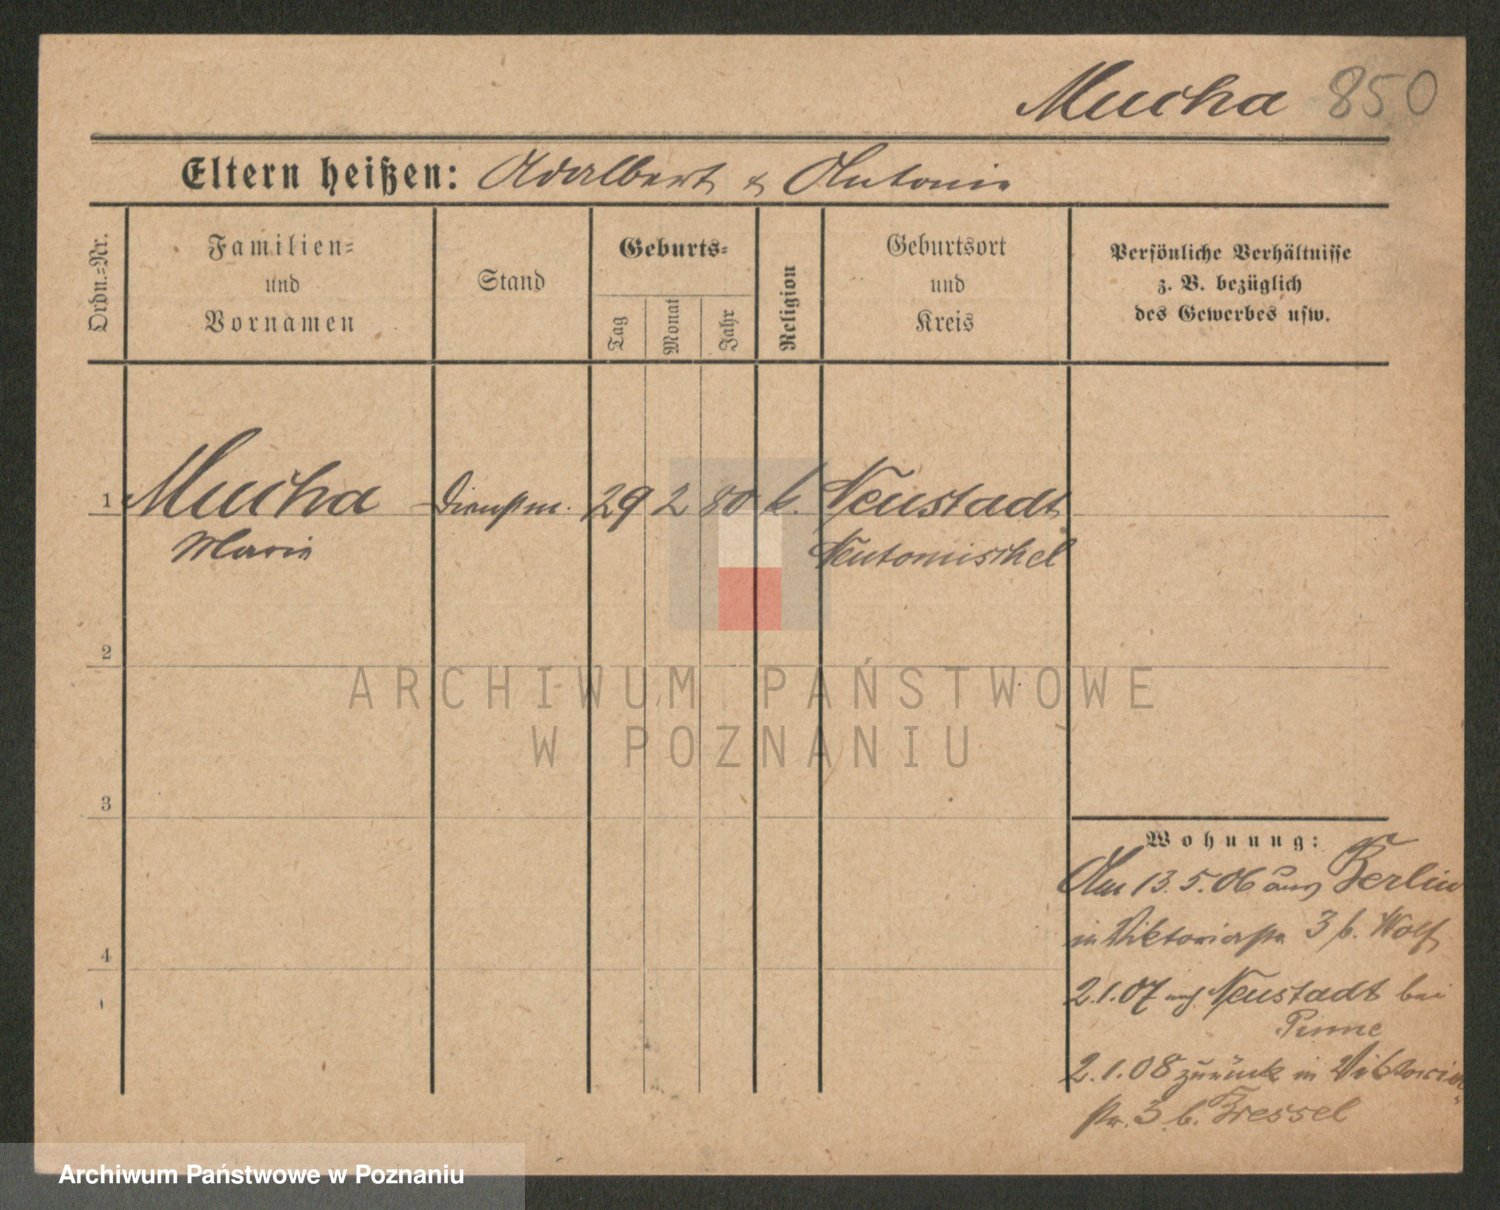 Mucha 850
Eltern heißen: Adalbert & Antonie
Ordn.=Nr.
Familien=
und
Vornamen
Stand
Geburts=
Tag
Monat
Jahr
Religion
Geburtsort
und
Kreis
Persönliche Verhältnisse
z. B. bezüglich
des Gewerbes usw.
1 Mucha Dienstm. 29 2 80 k. Neustadt
Marie Neutomischel
2
3
4
ARCHIWUM PAŃSTWOWE
W POZNANIU
Wohnung:
Am 13.5.06 aus Berlin
in Viktoriastr 3 b. Wolf
2.1.07 nach Neustadt bei
Pinne
2.1.08 zurück in Viktoria
str. 3 b. Bressel
Archiwum Państwowe w Poznaniu